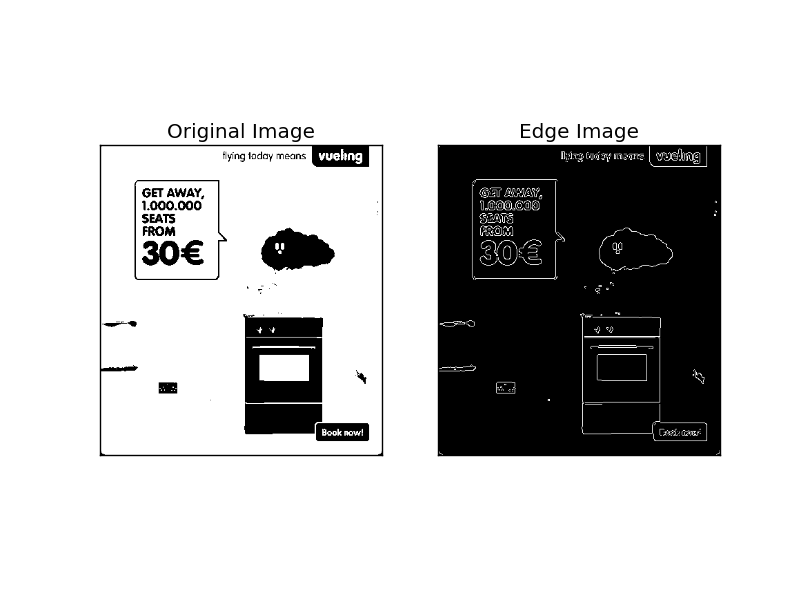 Original Image
flying today means vueling
GET AWAY,
1.000.000
SEATS
FROM
30€
Book now!
Edge Image
flying today means vueling
GET AWAY,
1.000.000
SEATS
FROM
30€
Book now!